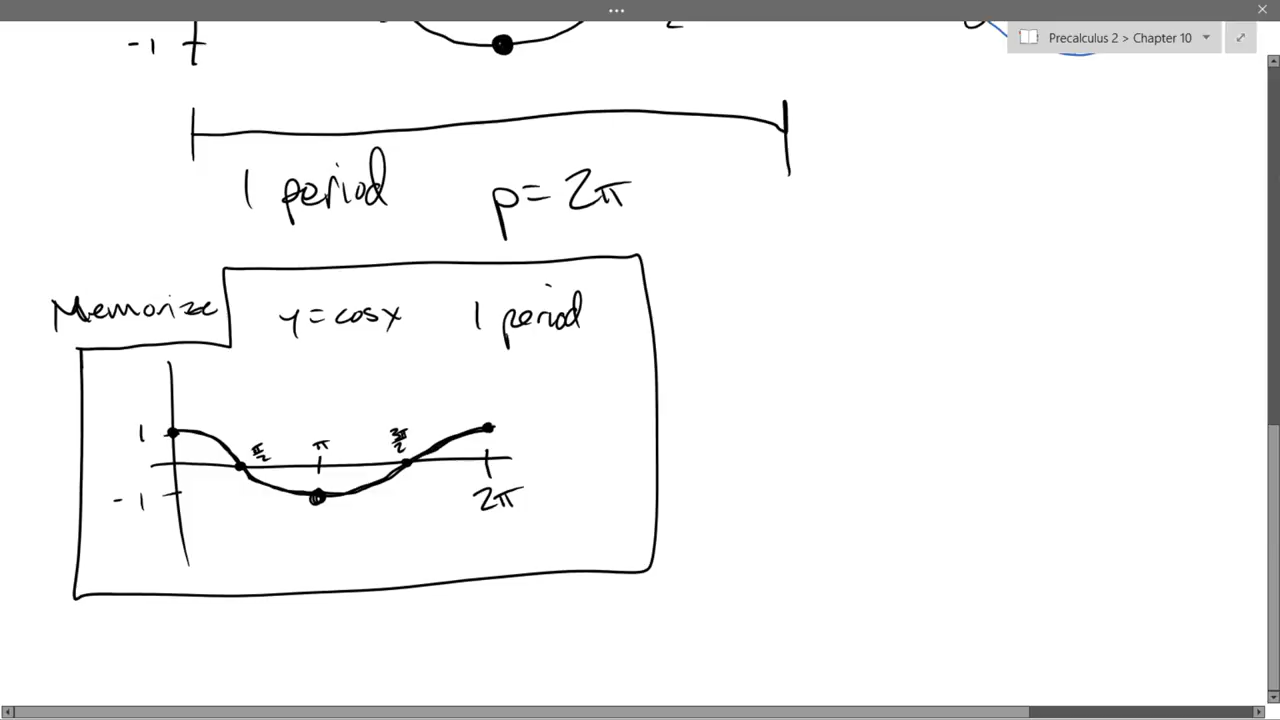 Precalculus 2 > Chapter 10
-1
1 period p = 2π
Memorize y = cos x 1 period
1 π/2 π 3π/2
-1 2π